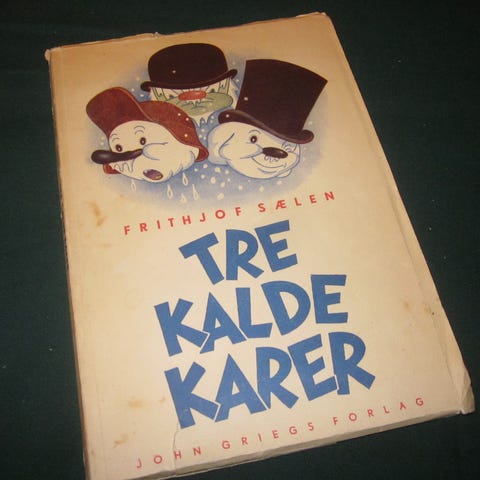 FRITHJOF SÆLEN
TRE
KALDE
KARER
JOHN GRIEGS FORLAG